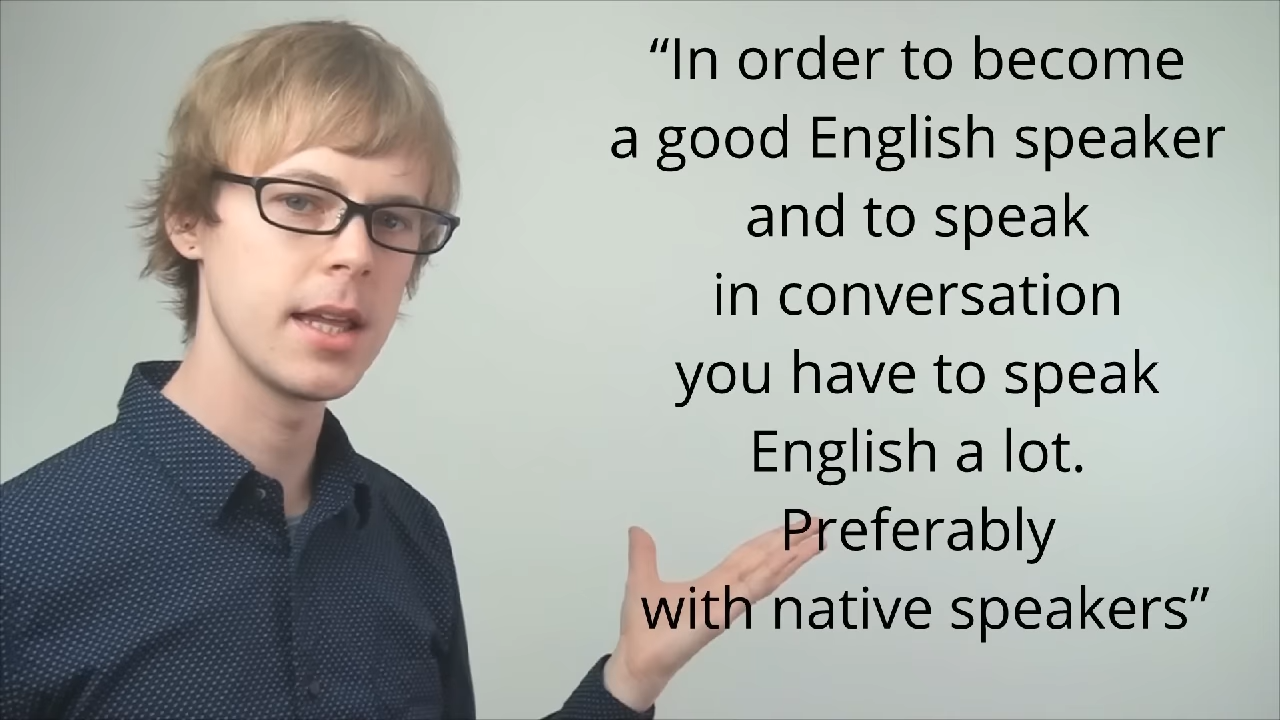 “In order to become
a good English speaker
and to speak
in conversation
you have to speak
English a lot.
Preferably
with native speakers”